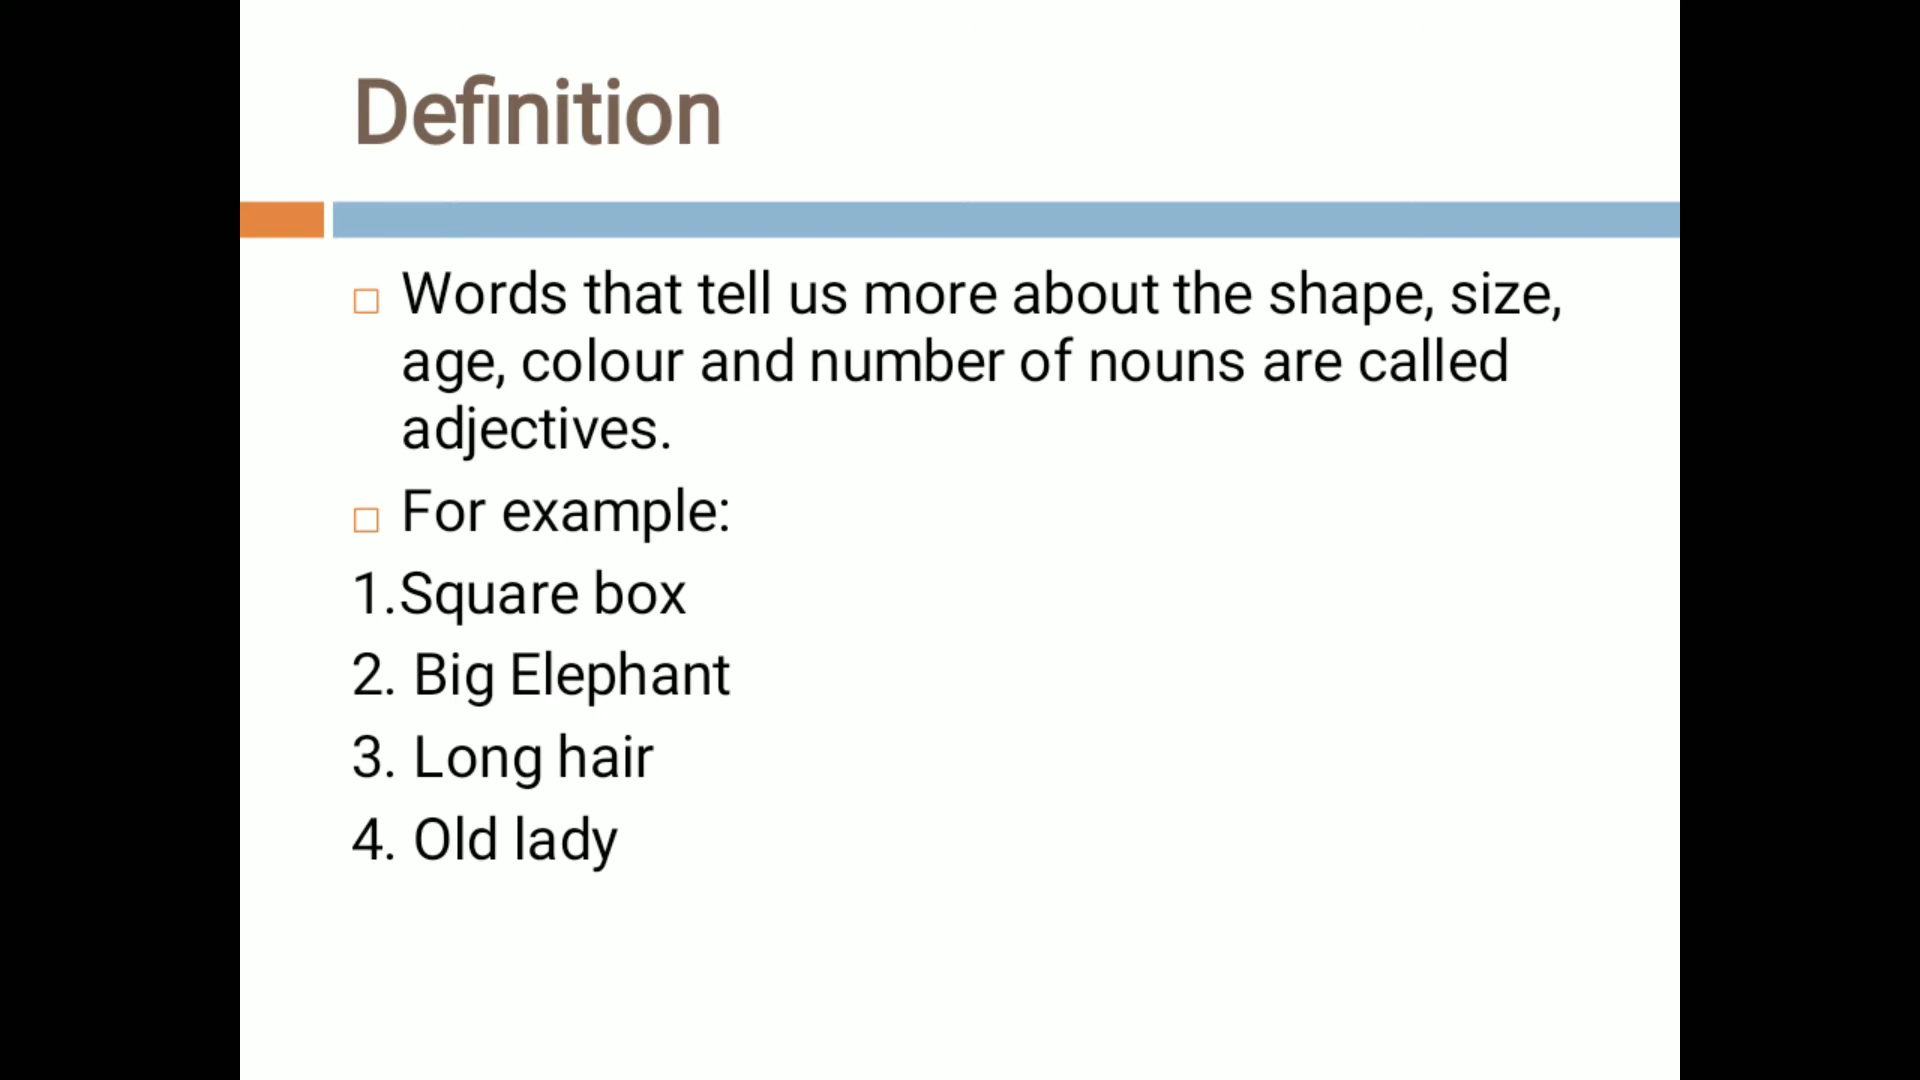 Definition
Words that tell us more about the shape, size,
age, colour and number of nouns are called
adjectives.
For example:
1.Square box
2. Big Elephant
3. Long hair
4. Old lady